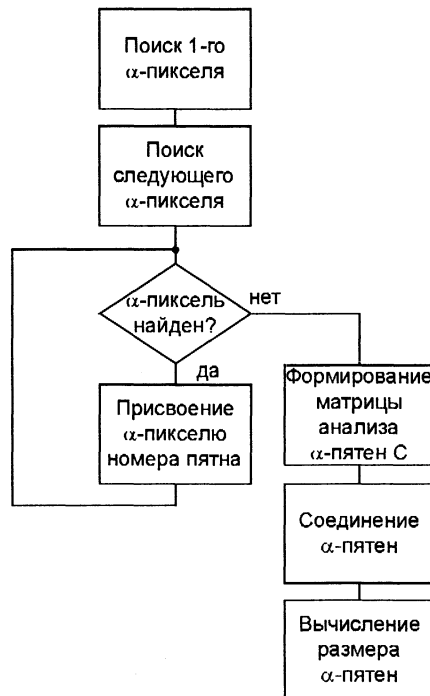 Поиск 1-го
α-пикселя
Поиск
следующего
α-пикселя
α-пиксель
найден?
нет
да
Присвоение
α-пикселю
номера пятна
Формирование
матрицы
анализа
α-пятен С
Соединение
α-пятен
Вычисление
размера
α-пятен